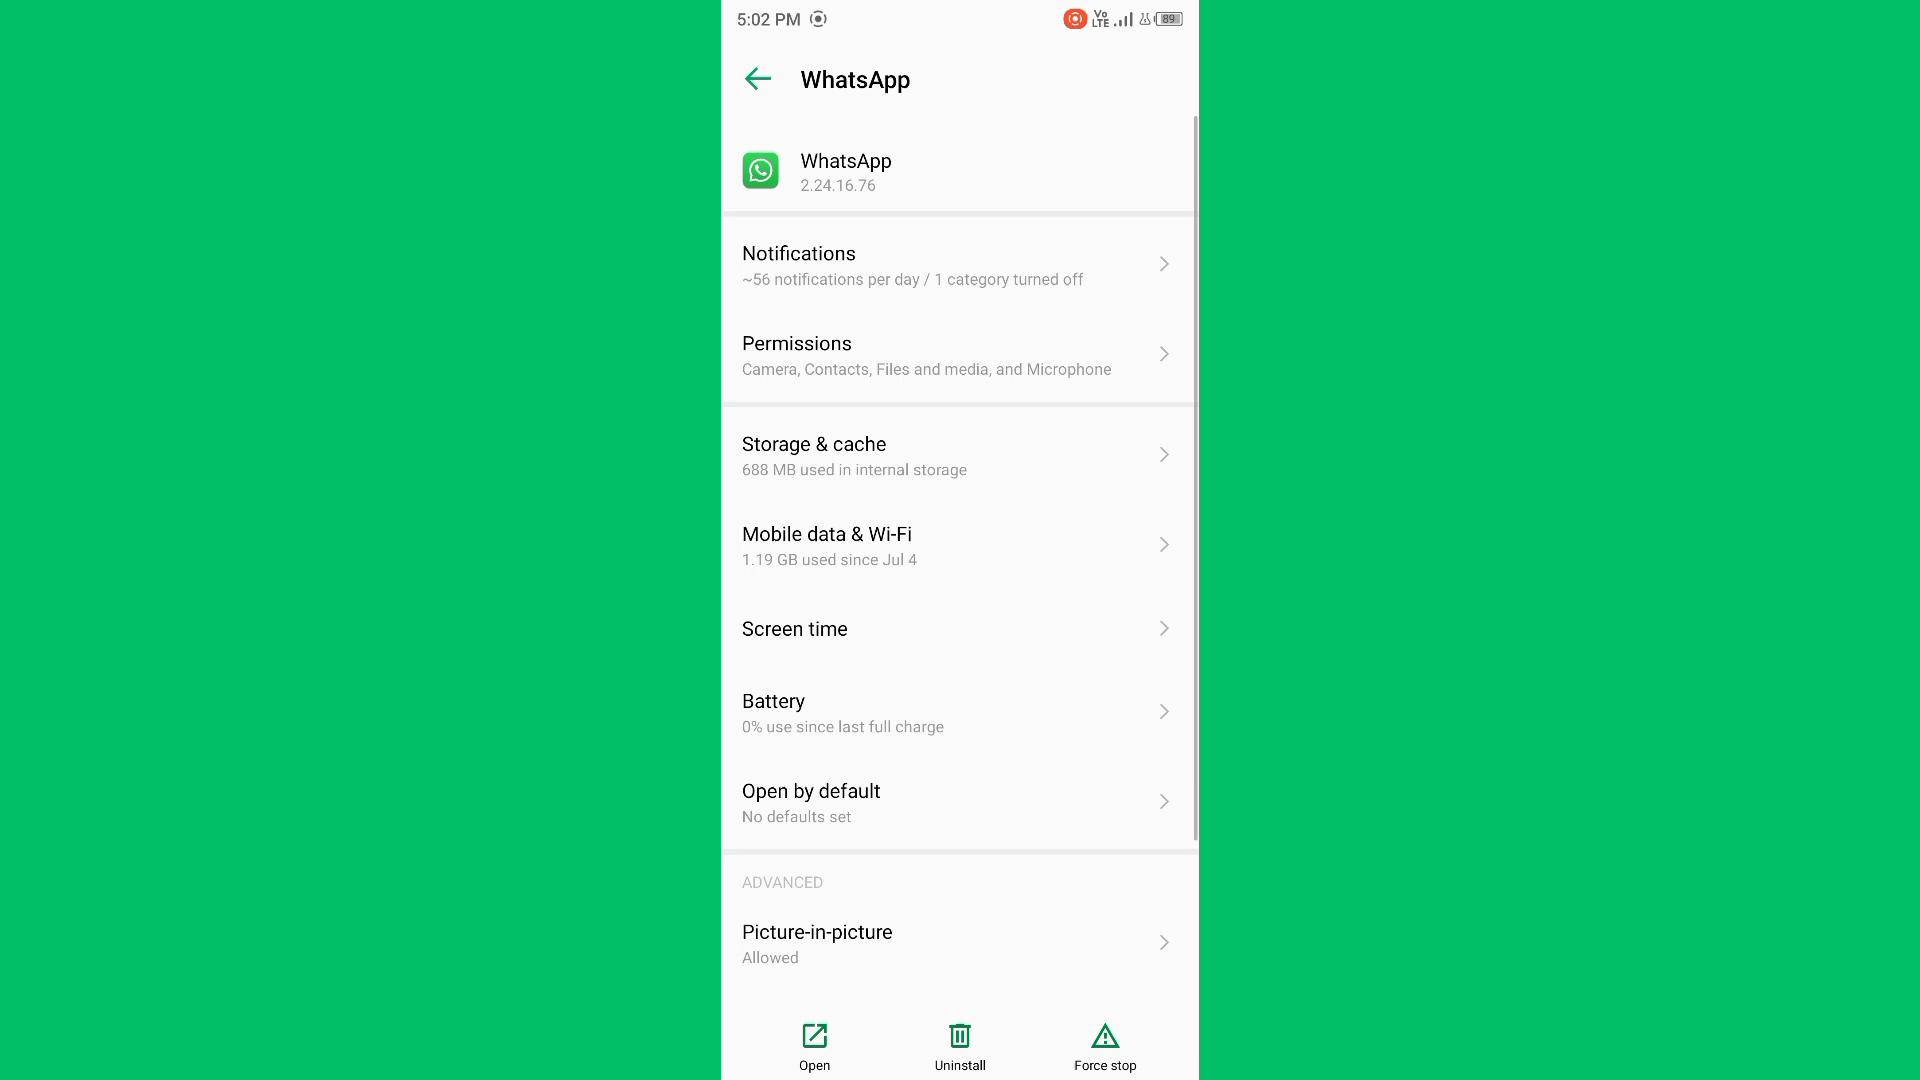 5:02 PM
Vo
LTE
89
WhatsApp
WhatsApp
2.24.16.76
Notifications
~56 notifications per day / 1 category turned off
Permissions
Camera, Contacts, Files and media, and Microphone
Storage & cache
688 MB used in internal storage
Mobile data & Wi-Fi
1.19 GB used since Jul 4
Screen time
Battery
0% use since last full charge
Open by default
No defaults set
ADVANCED
Picture-in-picture
Allowed
Open
Uninstall
Force stop